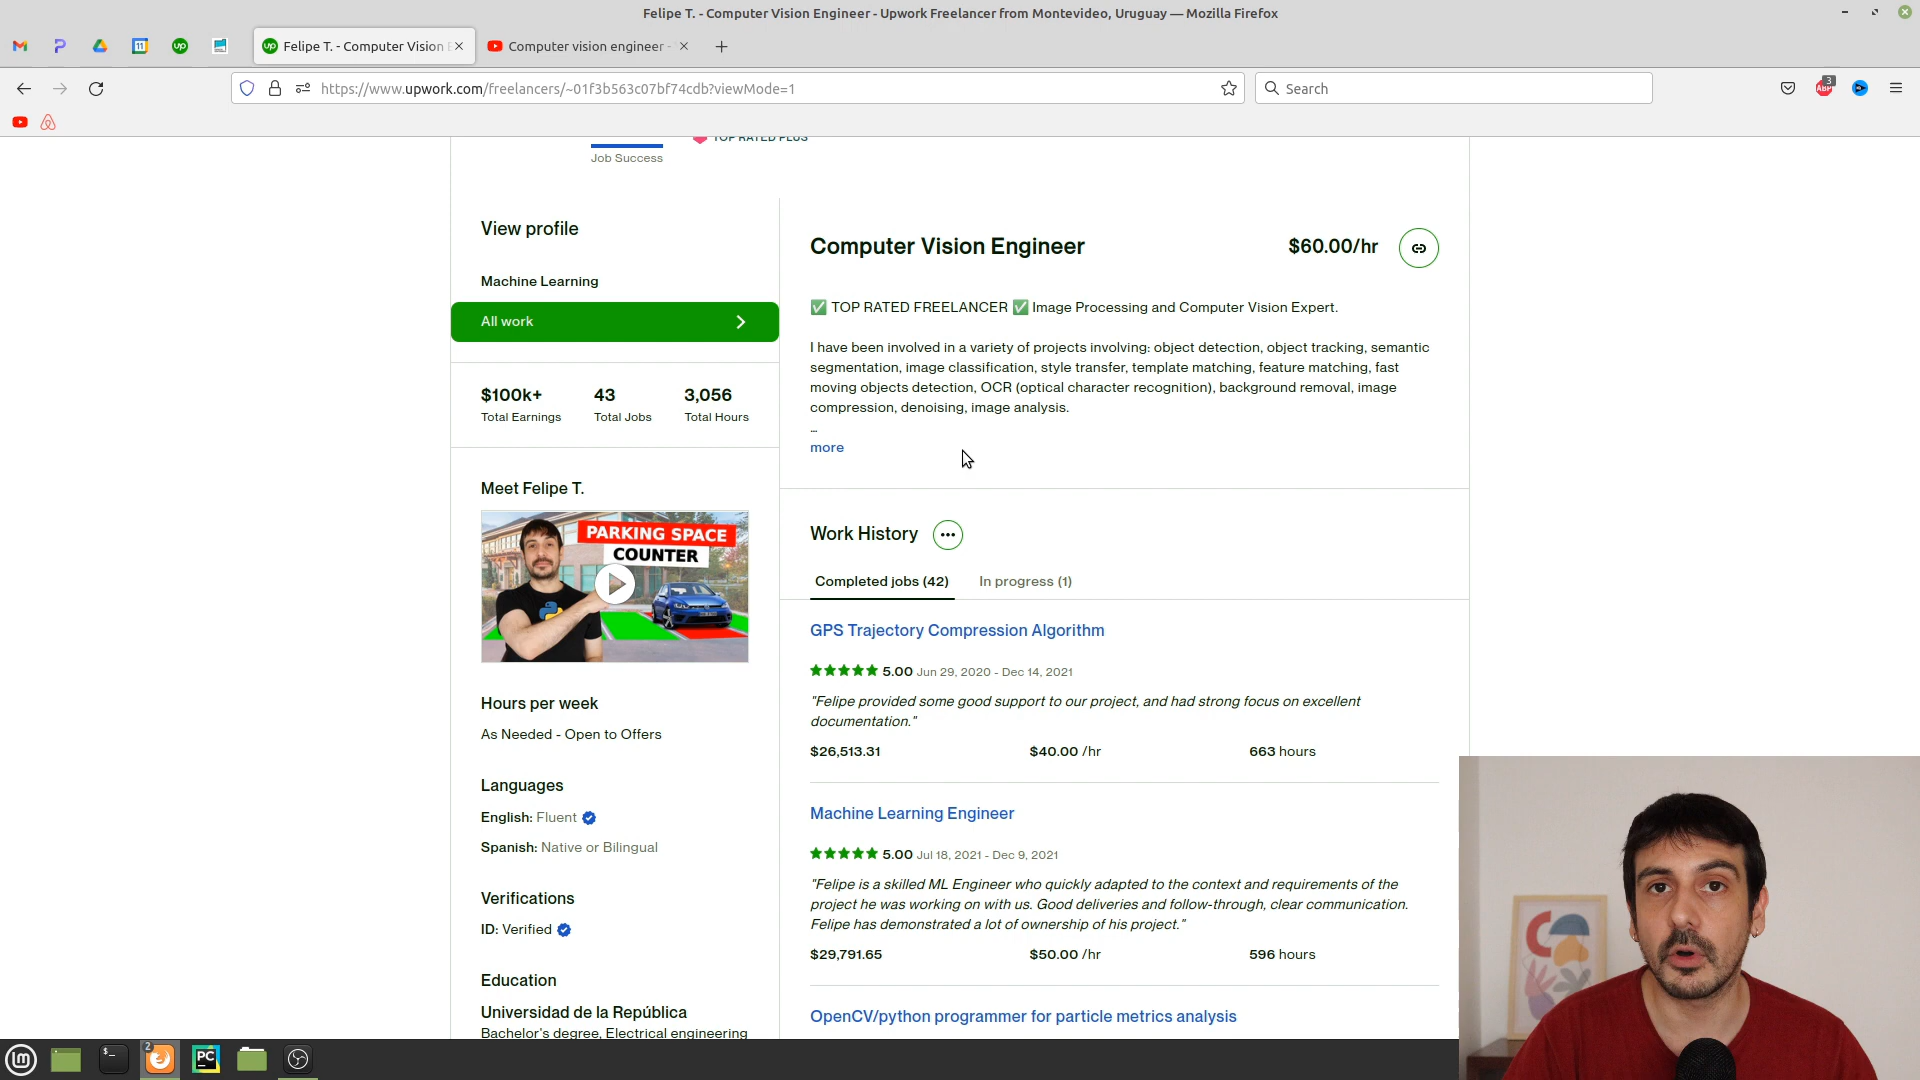 Felipe T. - Computer Vision Engineer - Upwork Freelancer from Montevideo, Uruguay — Mozilla Firefox
Felipe T. - Computer Vision E
Computer vision engineer -
https://www.upwork.com/freelancers/~01f3b563c07bf74cdb?viewMode=1
Search
3
ABP
TOP RATED PLUS
Job Success
View profile
Machine Learning
All work
$100k+
43
3,056
Total Earnings
Total Jobs
Total Hours
Meet Felipe T.
PARKING SPACE
COUNTER
Hours per week
As Needed - Open to Offers
Languages
English: Fluent
Spanish: Native or Bilingual
Verifications
ID: Verified
Education
Universidad de la República
Bachelor's degree, Electrical engineering
Computer Vision Engineer
$60.00/hr
✅ TOP RATED FREELANCER ✅ Image Processing and Computer Vision Expert.
I have been involved in a variety of projects involving: object detection, object tracking, semantic
segmentation, image classification, style transfer, template matching, feature matching, fast
moving objects detection, OCR (optical character recognition), background removal, image
compression, denoising, image analysis.
...
more
Work History
Completed jobs (42)
In progress (1)
GPS Trajectory Compression Algorithm
5.00 Jun 29, 2020 - Dec 14, 2021
"Felipe provided some good support to our project, and had strong focus on excellent
documentation."
$26,513.31
$40.00 /hr
663 hours
Machine Learning Engineer
5.00 Jul 18, 2021 - Dec 9, 2021
"Felipe is a skilled ML Engineer who quickly adapted to the context and requirements of the
project he was working on with us. Good deliveries and follow-through, clear communication.
Felipe has demonstrated a lot of ownership of his project."
$29,791.65
$50.00 /hr
596 hours
OpenCV/python programmer for particle metrics analysis
2
PC